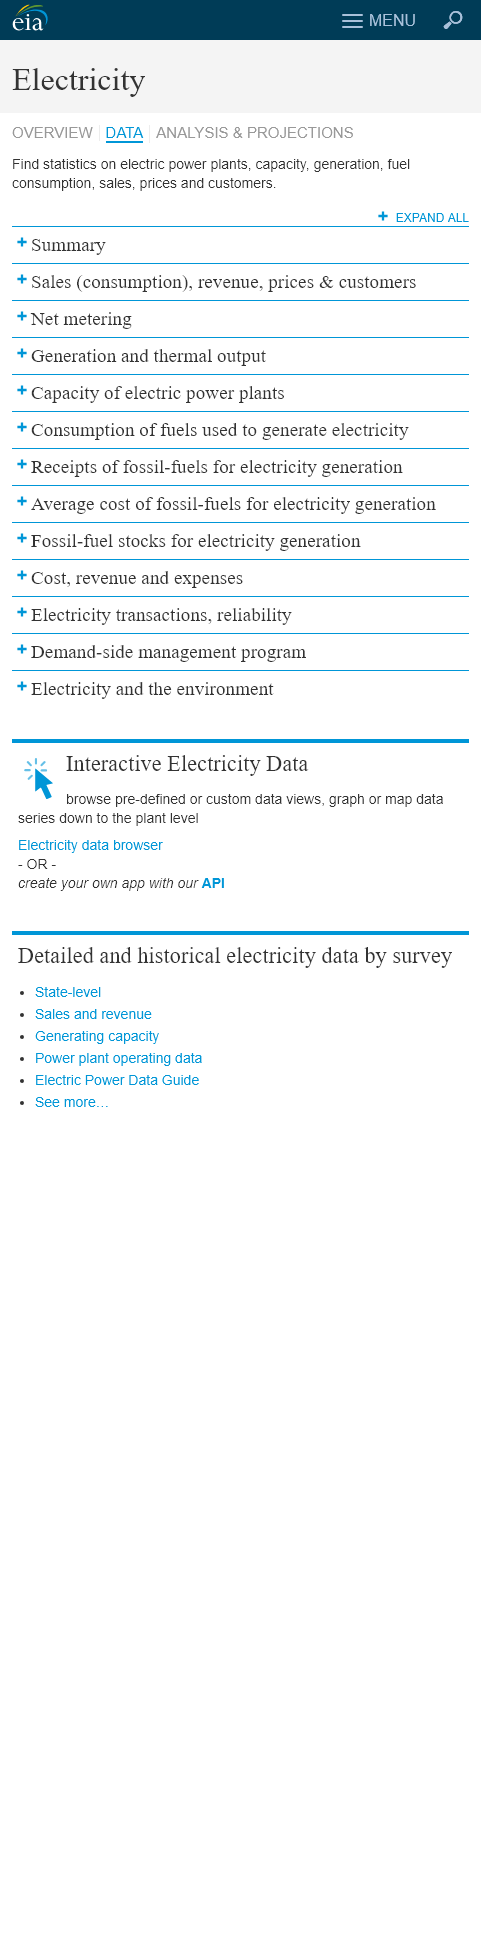 eia
MENU
Electricity
OVERVIEW DATA ANALYSIS & PROJECTIONS
Find statistics on electric power plants, capacity, generation, fuel
consumption, sales, prices and customers.
EXPAND ALL
Summary
Sales (consumption), revenue, prices & customers
Net metering
Generation and thermal output
Capacity of electric power plants
Consumption of fuels used to generate electricity
Receipts of fossil-fuels for electricity generation
Average cost of fossil-fuels for electricity generation
Fossil-fuel stocks for electricity generation
Cost, revenue and expenses
Electricity transactions, reliability
Demand-side management program
Electricity and the environment
Interactive Electricity Data
browse pre-defined or custom data views, graph or map data
series down to the plant level
Electricity data browser
- OR -
create your own app with our API
Detailed and historical electricity data by survey
State-level
Sales and revenue
Generating capacity
Power plant operating data
Electric Power Data Guide
See more…